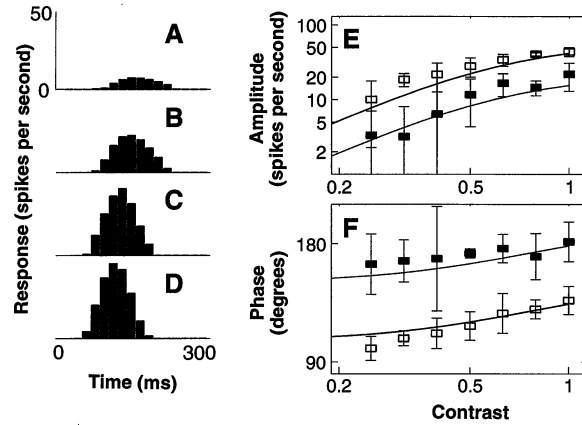 Response (spikes per second)
50
0
A
B
C
D
0
300
Time (ms)
E
Amplitude
(spikes per second)
100
50
20
10
5
2
0.2
0.5
1
F
Phase
(degrees)
180
90
0.2
0.5
1
Contrast